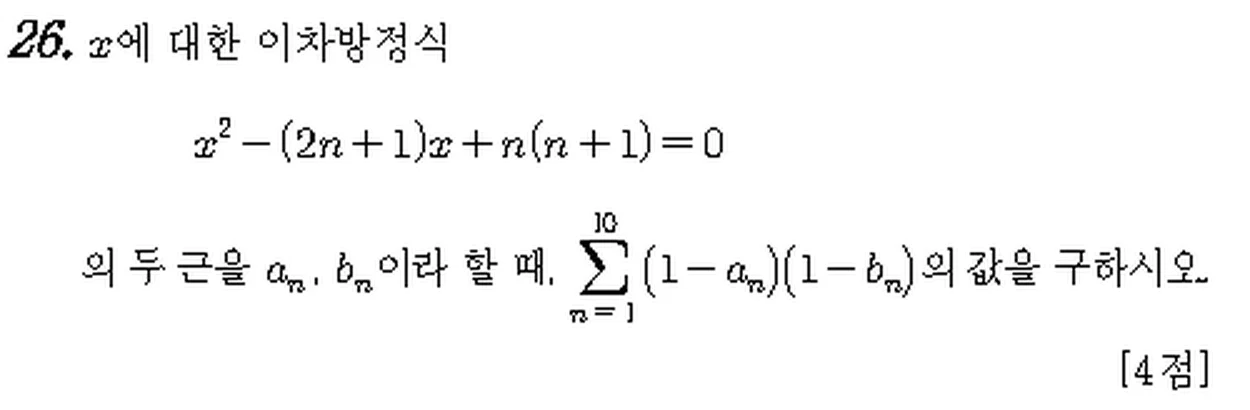 26. x에 대한 이차방정식
x² − (2n + 1)x + n(n + 1) = 0
의 두 근을 aₙ, bₙ이라 할 때, ∑_{n=1}^{10} (1 − aₙ)(1 − bₙ)의 값을 구하시오.
[4점]